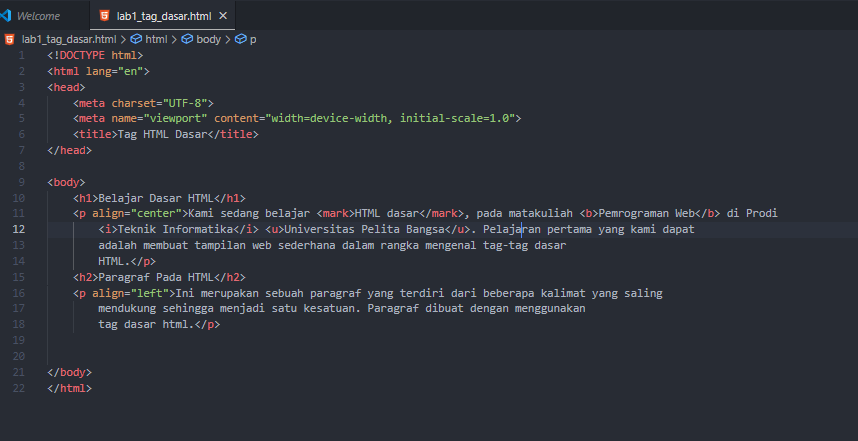 Welcome
lab1_tag_dasar.html ×
lab1_tag_dasar.html > html > body > p
1 <!DOCTYPE html>
2 <html lang="en">
3 <head>
4 <meta charset="UTF-8">
5 <meta name="viewport" content="width=device-width, initial-scale=1.0">
6 <title>Tag HTML Dasar</title>
7 </head>
8
9 <body>
10 <h1>Belajar Dasar HTML</h1>
11 <p align="center">Kami sedang belajar <mark>HTML dasar</mark>, pada matakuliah <b>Pemrograman Web</b> di Prodi
12 <i>Teknik Informatika</i> <u>Universitas Pelita Bangsa</u>. Pelajaran pertama yang kami dapat
13 adalah membuat tampilan web sederhana dalam rangka mengenal tag-tag dasar
14 HTML.</p>
15 <h2>Paragraf Pada HTML</h2>
16 <p align="left">Ini merupakan sebuah paragraf yang terdiri dari beberapa kalimat yang saling
17 mendukung sehingga menjadi satu kesatuan. Paragraf dibuat dengan menggunakan
18 tag dasar html.</p>
19
20
21 </body>
22 </html>